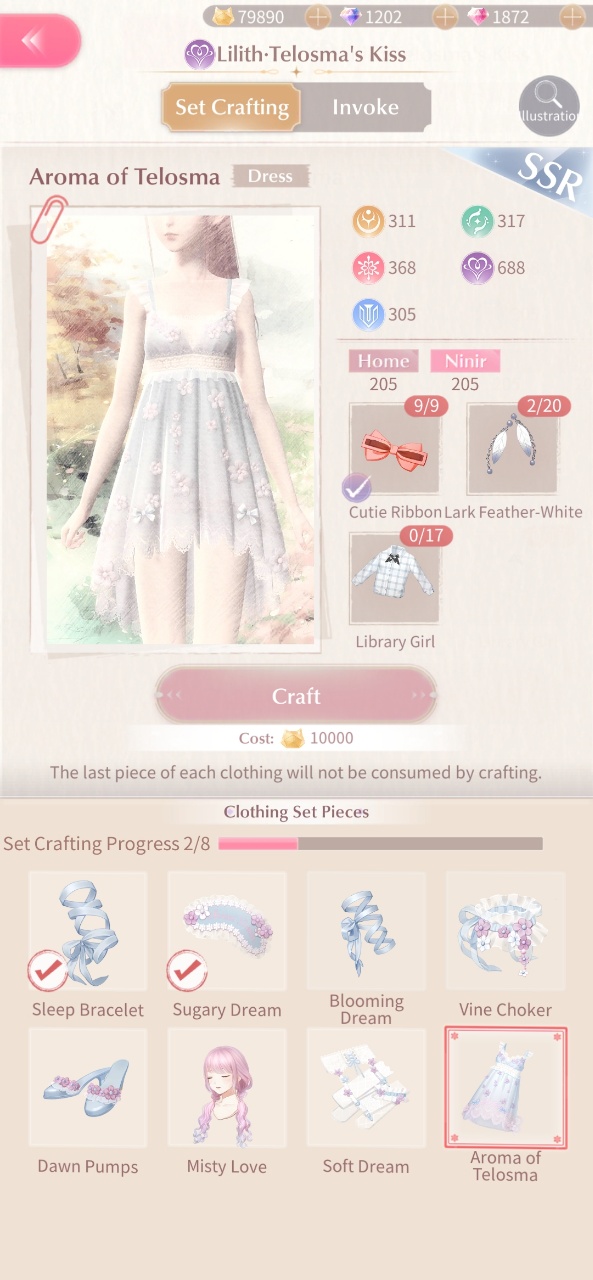 79890
1202
1872
Lilith·Telosma's Kiss
Set Crafting
Invoke
Illustration
Aroma of Telosma
Dress
SSR
311
317
368
688
305
Home
Ninir
205
205
9/9
2/20
Cutie Ribbon
Lark Feather-White
0/17
Library Girl
Craft
Cost: 10000
The last piece of each clothing will not be consumed by crafting.
Clothing Set Pieces
Set Crafting Progress 2/8
Sleep Bracelet
Sugary Dream
Blooming
Dream
Vine Choker
Dawn Pumps
Misty Love
Soft Dream
Aroma of
Telosma